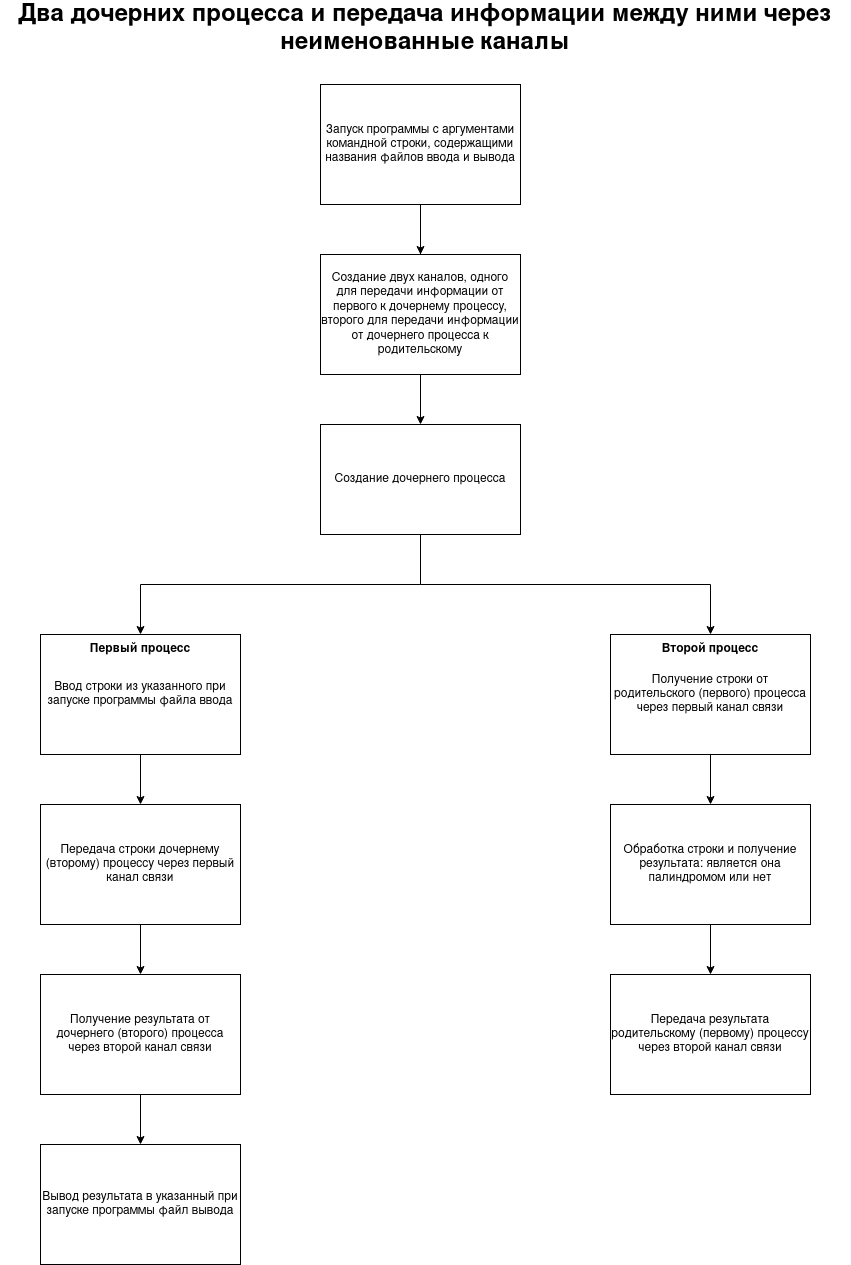 Два дочерних процесса и передача информации между ними через
неименованные каналы
Запуск программы с аргументами
командной строки, содержащими
названия файлов ввода и вывода
Создание двух каналов, одного
для передачи информации от
первого к дочернему процессу,
второго для передачи информации
от дочернего процесса к
родительскому
Создание дочернего процесса
Первый процесс
Ввод строки из указанного при
запуске программы файла ввода
Передача строки дочернему
(второму) процессу через первый
канал связи
Получение результата от
дочернего (второго) процесса
через второй канал связи
Вывод результата в указанный при
запуске программы файл вывода
Второй процесс
Получение строки от
родительского (первого) процесса
через первый канал связи
Обработка строки и получение
результата: является она
палиндромом или нет
Передача результата
родительскому (первому) процессу
через второй канал связи